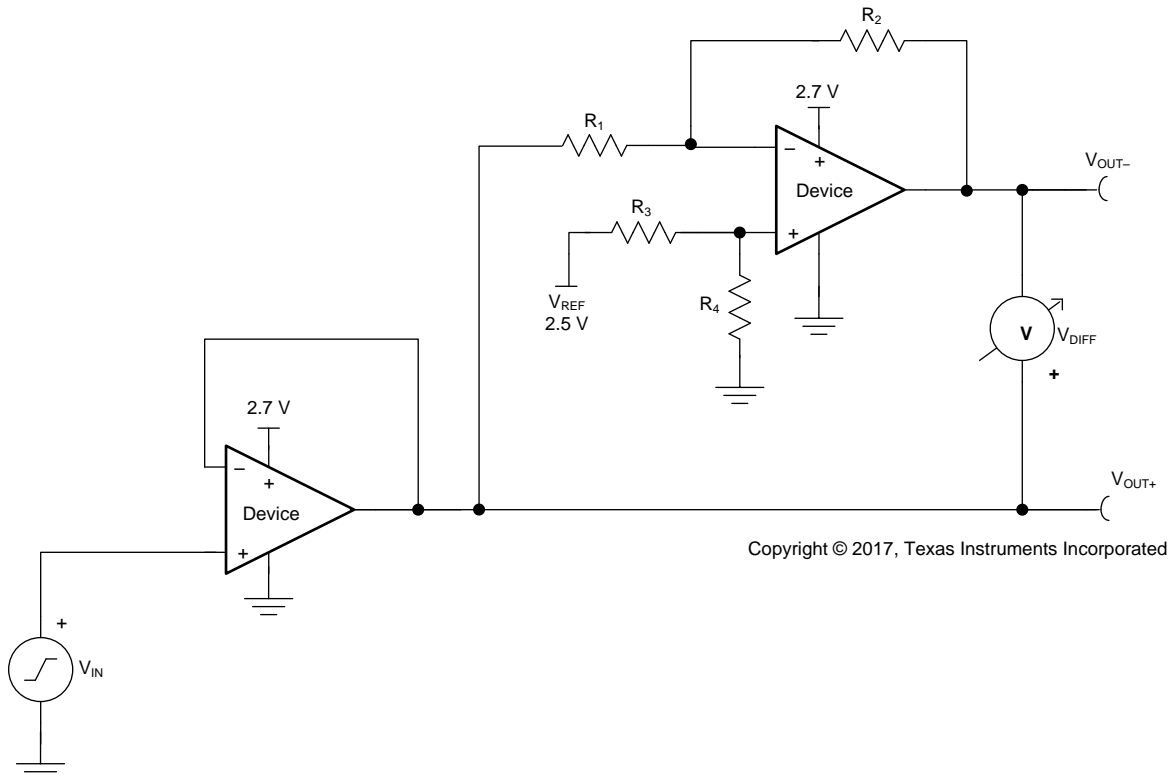 R2
2.7 V
R1
−
+
Device
VOUT–
R3
+
VREF
2.5 V
R4
V
VDIFF
+
2.7 V
−
+
Device
+
VOUT+
Copyright © 2017, Texas Instruments Incorporated
+
VIN